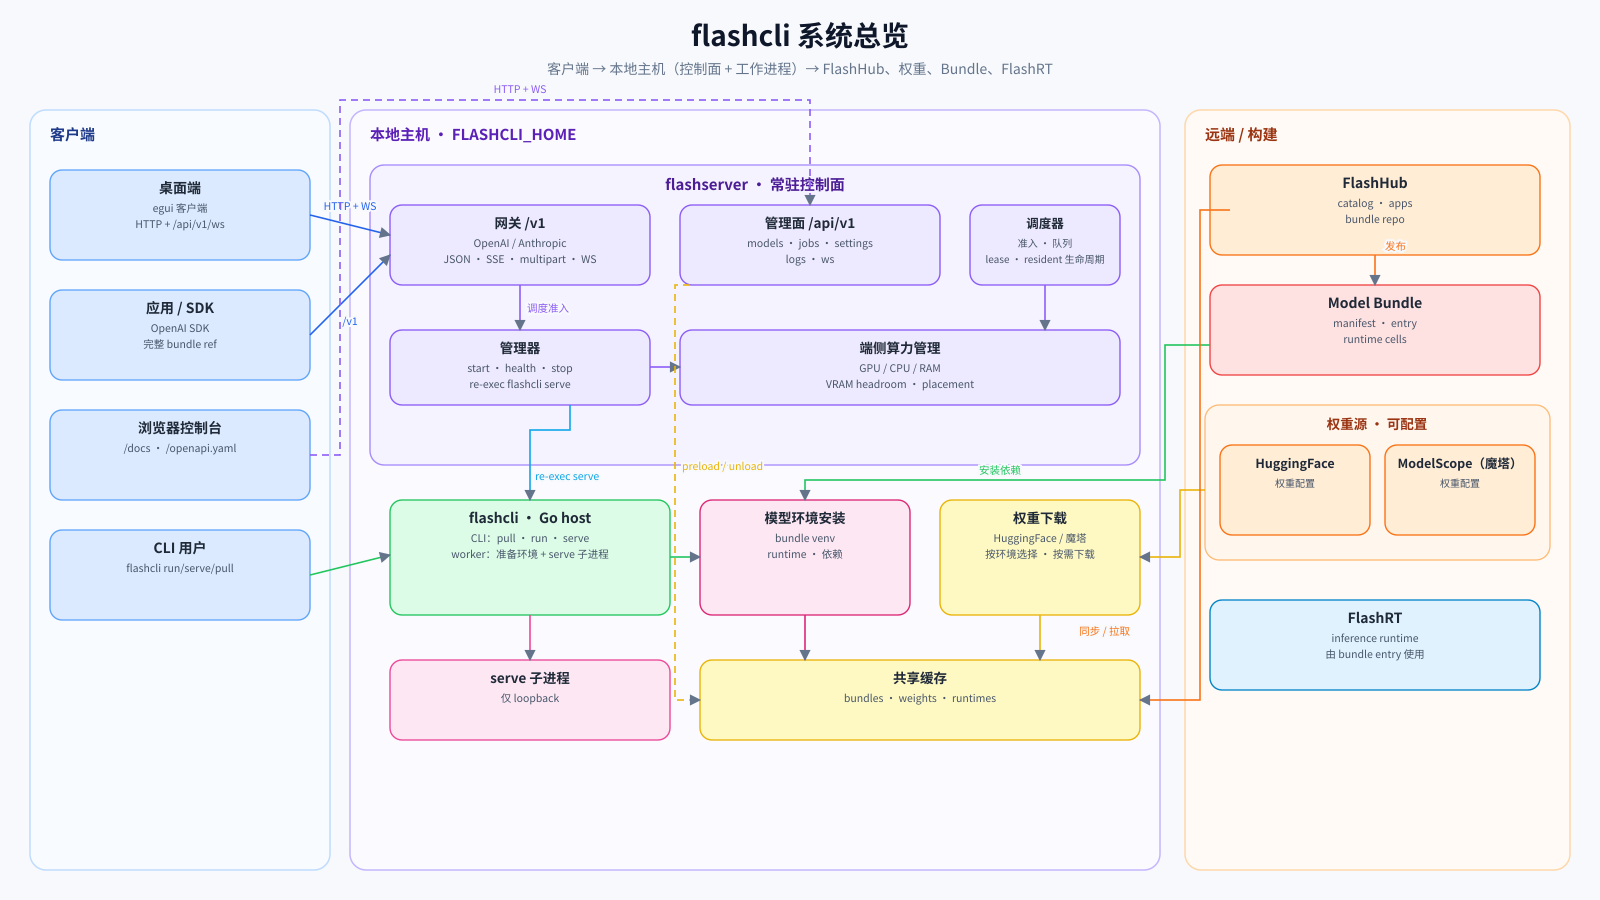 flashcli 系统总览
客户端 → 本地主机（控制面 + 工作进程）→ FlashHub、权重、Bundle、FlashRT
HTTP + WS
客户端
桌面端
egui 客户端
HTTP + /api/v1/ws
应用 / SDK
OpenAI SDK
完整 bundle ref
浏览器控制台
/docs • /openapi.yaml
CLI 用户
flashcli run/serve/pull
HTTP + WS
/v1
本地主机 • FLASHCLI_HOME
flashserver • 常驻控制面
网关 /v1
OpenAI / Anthropic
JSON • SSE • multipart • WS
管理面 /api/v1
models • jobs • settings
logs • ws
调度器
准入 • 队列
lease • resident 生命周期
调度准入
管理器
start • health • stop
re-exec flashcli serve
端侧算力管理
GPU / CPU / RAM
VRAM headroom • placement
re-exec serve
preload / unload
安装依赖
flashcli • Go host
CLI：pull • run • serve
worker：准备环境 + serve 子进程
模型环境安装
bundle venv
runtime • 依赖
权重下载
HuggingFace / 魔塔
按环境选择 • 按需下载
同步 / 拉取
serve 子进程
仅 loopback
共享缓存
bundles • weights • runtimes
远端 / 构建
FlashHub
catalog • apps
bundle repo
发布
Model Bundle
manifest • entry
runtime cells
权重源 • 可配置
HuggingFace
权重配置
ModelScope（魔塔）
权重配置
FlashRT
inference runtime
由 bundle entry 使用